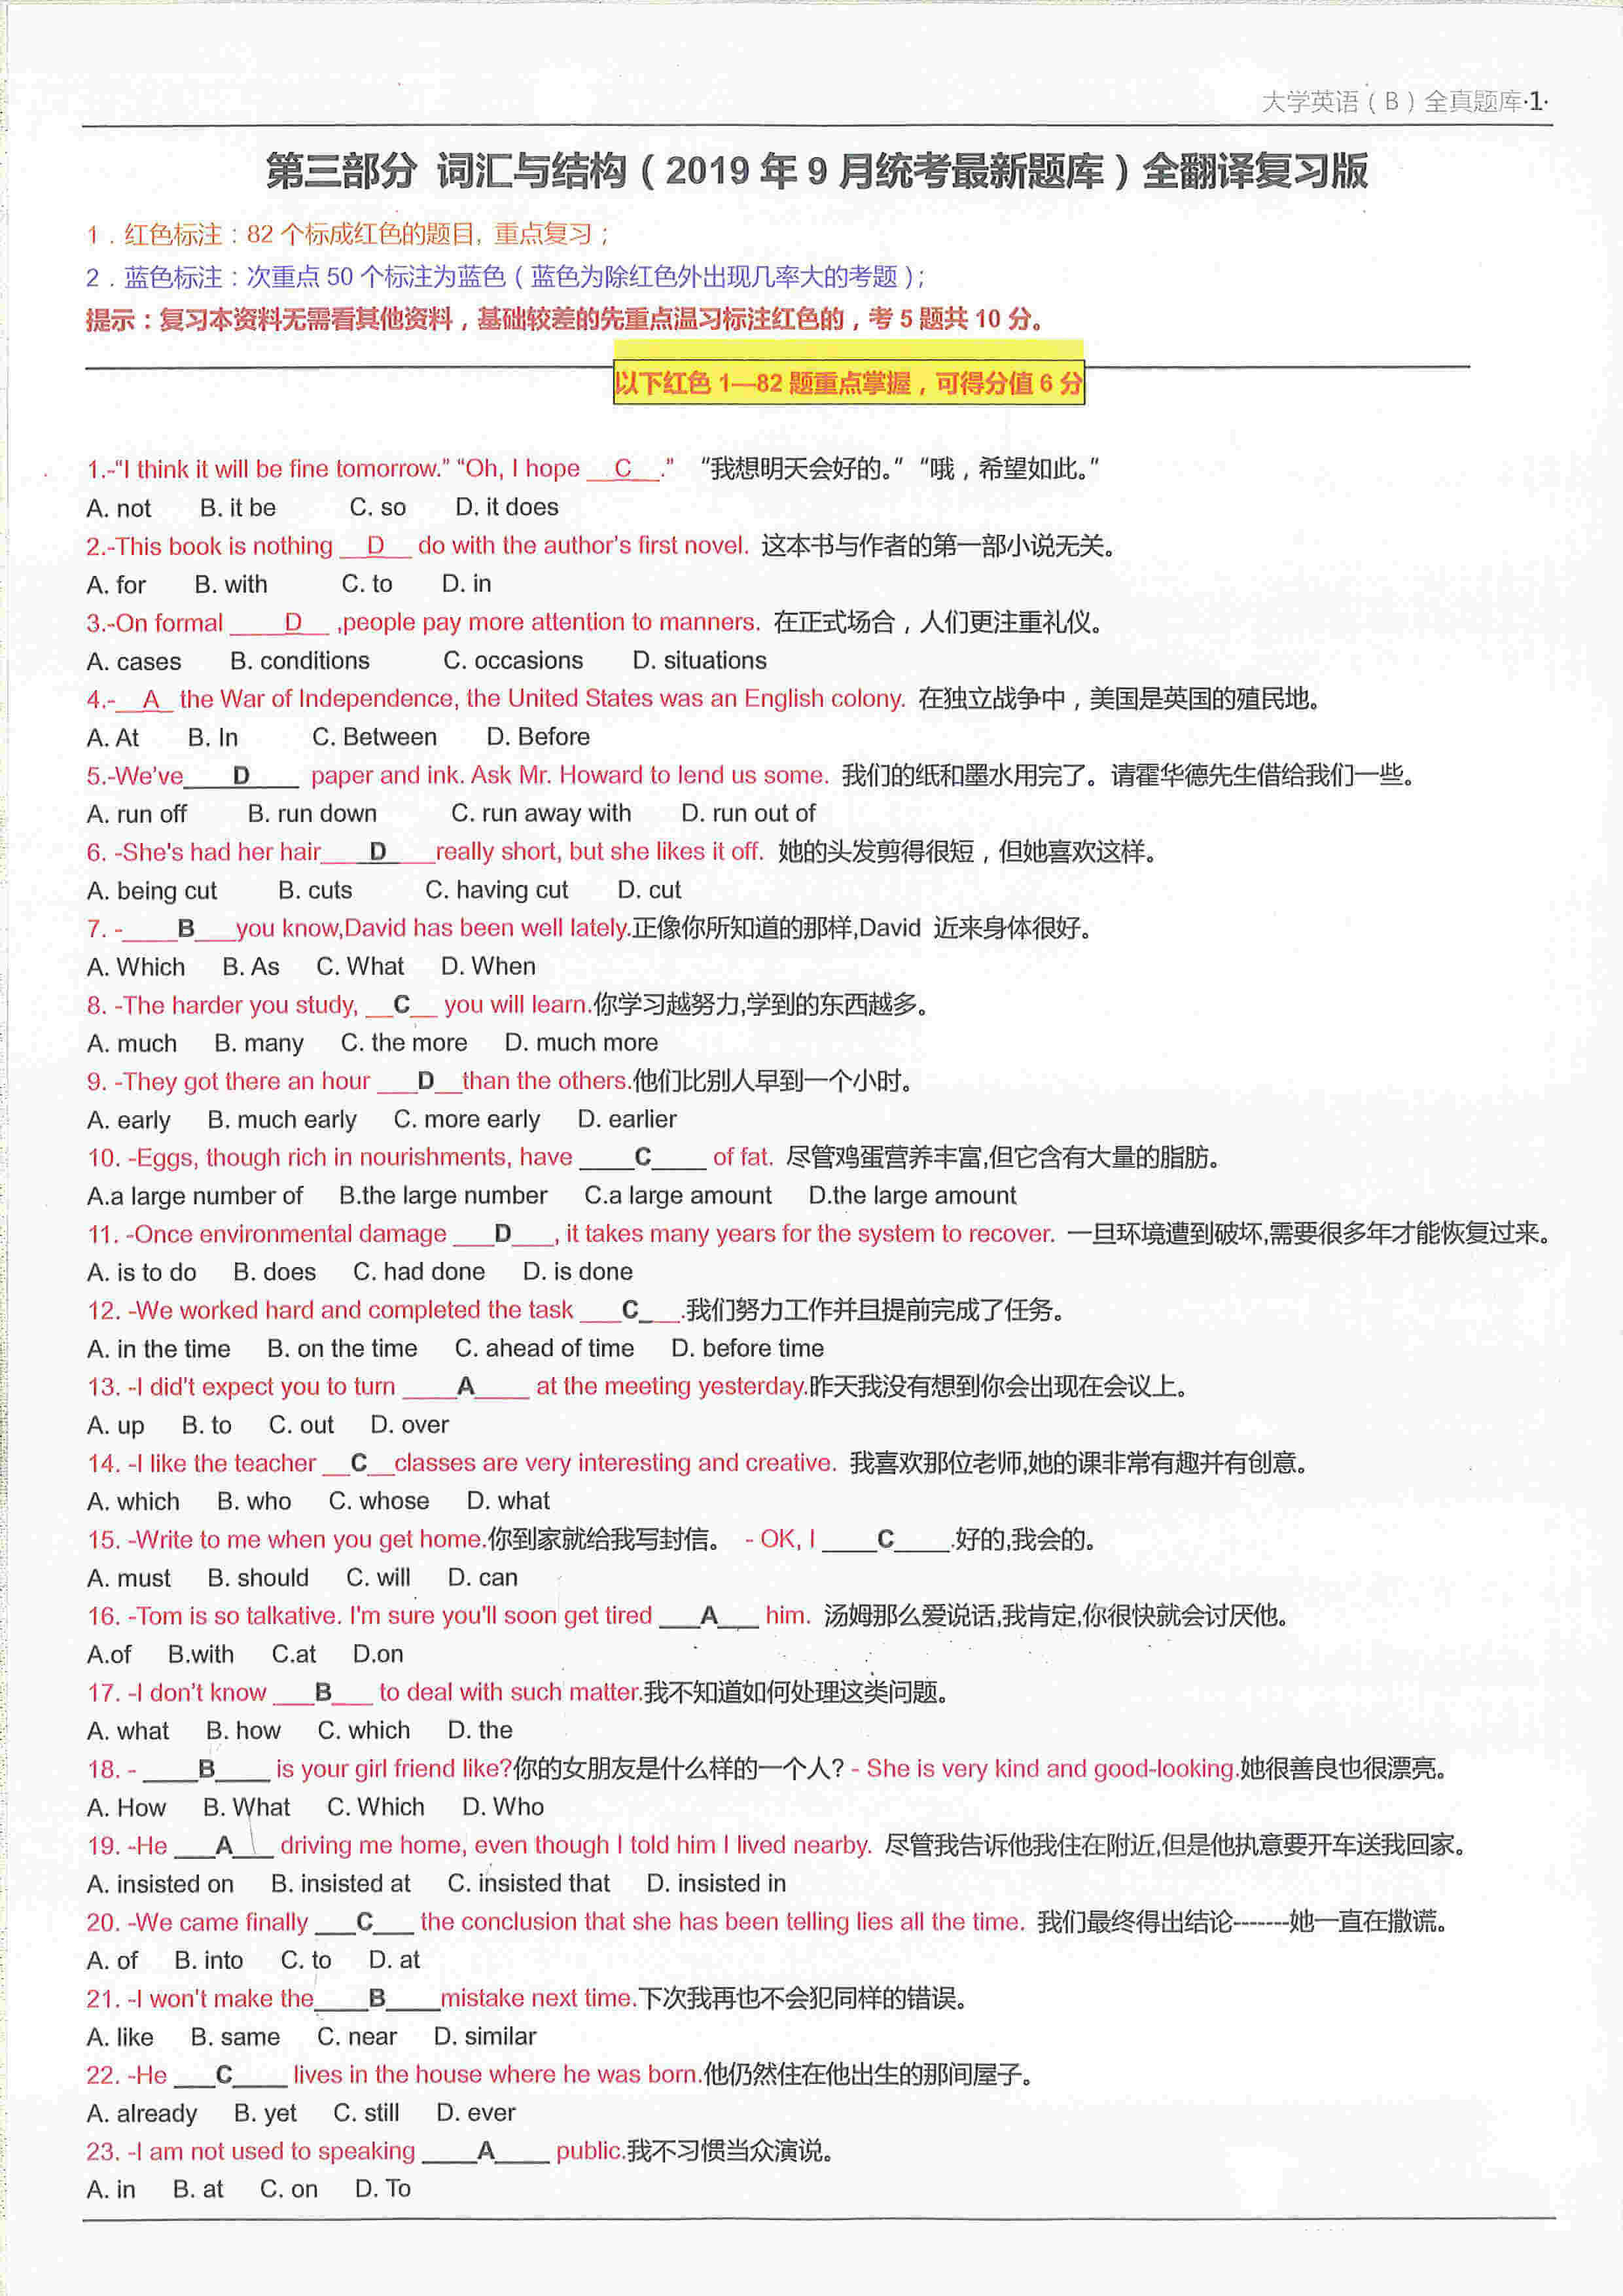 大学英语（B）全真题库·1·
第三部分 词汇与结构（2019 年 9 月统考最新题库）全翻译复习版
1．红色标注：82 个标成红色的题目，重点复习；
2．蓝色标注：次重点 50 个标注为蓝色（蓝色为除红色外出现几率大的考题）；
提示：复习本资料无需看其他资料，基础较差的先重点温习标注红色的，考 5 题共 10 分。
以下红色 1—82 题重点掌握，可得分值 6 分
1.-“I think it will be fine tomorrow.” “Oh, I hope __C__.” “我想明天会好的。” “哦，希望如此。”
A. not B. it be C. so D. it does
2.-This book is nothing __D__ do with the author's first novel. 这本书与作者的第一部小说无关。
A. for B. with C. to D. in
3.-On formal ____D__ ,people pay more attention to manners. 在正式场合，人们更注重礼仪。
A. cases B. conditions C. occasions D. situations
4.-__A_ the War of Independence, the United States was an English colony. 在独立战争中，美国是英国的殖民地。
A. At B. In C. Between D. Before
5.-We've____D____ paper and ink. Ask Mr. Howard to lend us some. 我们的纸和墨水用完了。请霍华德先生借给我们一些。
A. run off B. run down C. run away with D. run out of
6. -She's had her hair____D____really short, but she likes it off. 她的头发剪得很短，但她喜欢这样。
A. being cut B. cuts C. having cut D. cut
7. -____B___you know,David has been well lately.正像你所知道的那样,David 近来身体很好。
A. Which B. As C. What D. When
8. -The harder you study, __C__ you will learn.你学习越努力,学到的东西越多。
A. much B. many C. the more D. much more
9. -They got there an hour ___D__than the others.他们比别人早到一个小时。
A. early B. much early C. more early D. earlier
10. -Eggs, though rich in nourishments, have ____C____ of fat. 尽管鸡蛋营养丰富,但它含有大量的脂肪。
A.a large number of B.the large number C.a large amount D.the large amount
11. -Once environmental damage ___D___, it takes many years for the system to recover. 一旦环境遭到破坏,需要很多年才能恢复过来。
A. is to do B. does C. had done D. is done
12. -We worked hard and completed the task ___C___.我们努力工作并且提前完成了任务。
A. in the time B. on the time C. ahead of time D. before time
13. -I did't expect you to turn ____A____ at the meeting yesterday.昨天我没有想到你会出现在会议上。
A. up B. to C. out D. over
14. -I like the teacher __C__classes are very interesting and creative. 我喜欢那位老师,她的课非常有趣并有创意。
A. which B. who C. whose D. what
15. -Write to me when you get home.你到家就给我写封信。 - OK, I ____C____.好的,我会的。
A. must B. should C. will D. can
16. -Tom is so talkative. I'm sure you'll soon get tired ___A___ him. 汤姆那么爱说话,我肯定,你很快就会讨厌他。
A.of B.with C.at D.on
17. -I don't know ___B___ to deal with such matter.我不知道如何处理这类问题。
A. what B. how C. which D. the
18. - ____B____ is your girl friend like?你的女朋友是什么样的一个人? - She is very kind and good-looking.她很善良也很漂亮。
A. How B. What C. Which D. Who
19. -He ___A___ driving me home, even though I told him I lived nearby. 尽管我告诉他我住在附近,但是他执意要开车送我回家。
A. insisted on B. insisted at C. insisted that D. insisted in
20. -We came finally ___C___ the conclusion that she has been telling lies all the time. 我们最终得出结论-------她一直在撒谎。
A. of B. into C. to D. at
21. -I won't make the____B____mistake next time.下次我再也不会犯同样的错误。
A. like B. same C. near D. similar
22. -He ___C____ lives in the house where he was born.他仍然住在他出生的那间屋子。
A. already B. yet C. still D. ever
23. -I am not used to speaking ____A____ public.我不习惯当众演说。
A. in B. at C. on D. To